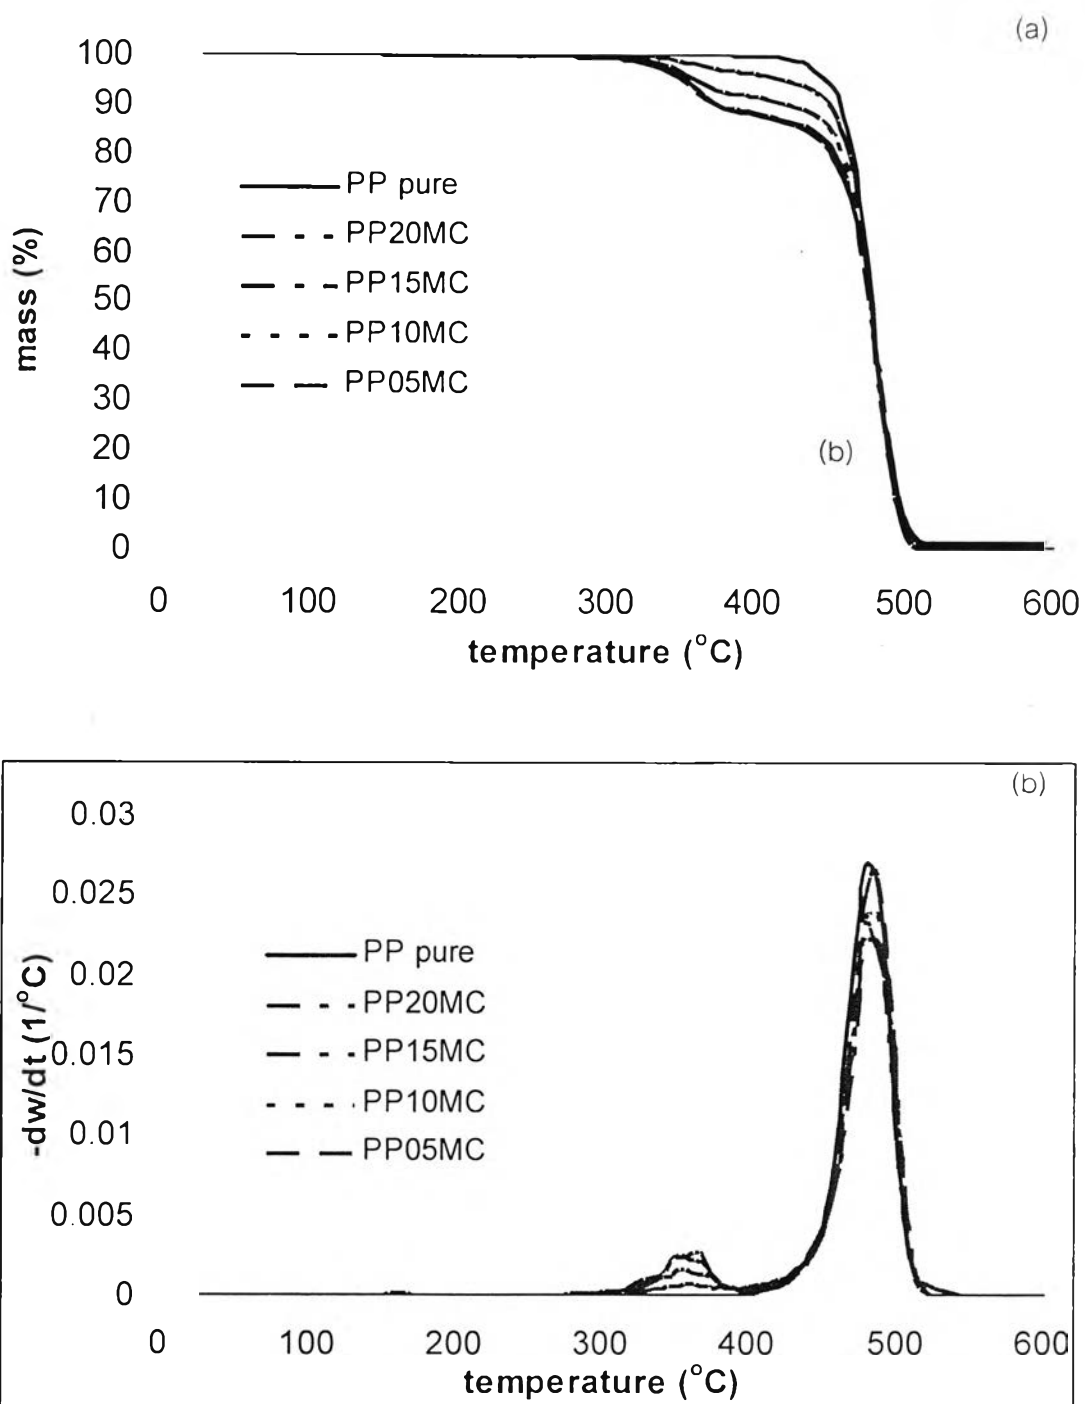 (a)
100
90
80
70
60
50
40
30
20
10
0
mass (%)
PP pure
PP20MC
PP15MC
PP10MC
PP05MC
(b)
0 100 200 300 400 500 600
temperature (°C)
(b)
0.03
0.025
0.02
0.015
0.01
0.005
0
-dw/dt (1/°C)
PP pure
PP20MC
PP15MC
PP10MC
PP05MC
0 100 200 300 400 500 600
temperature (°C)